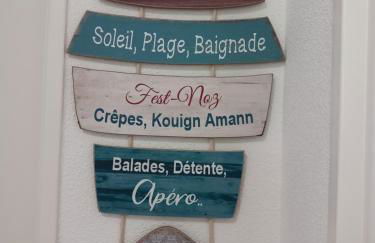 Soleil, Plage, Baignade
Fest-Noz
Crêpes, Kouign Amann
Balades, Détente,
Apéro..